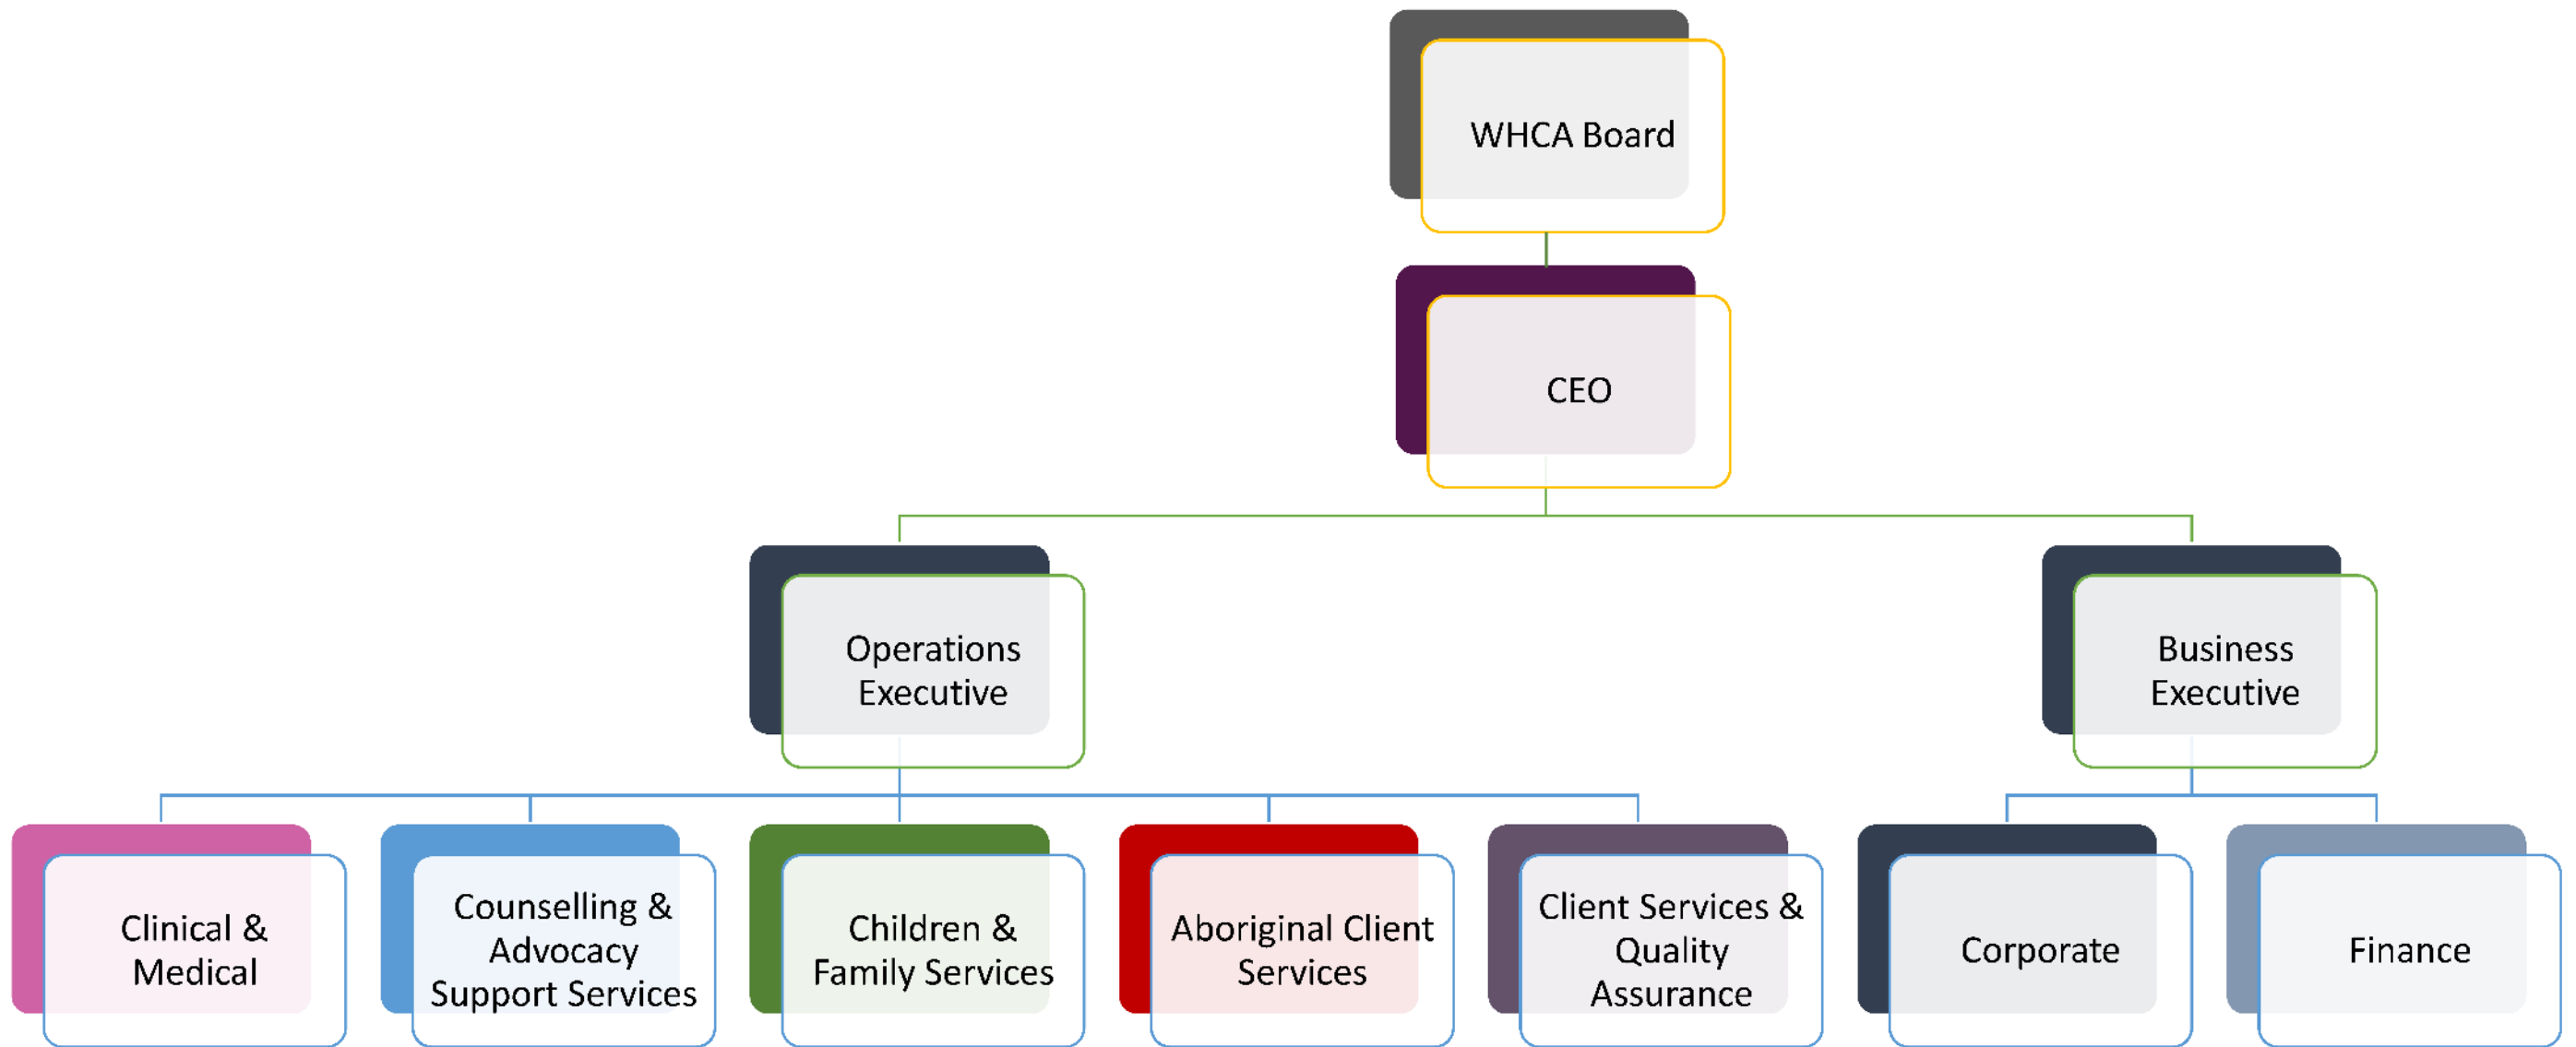 WHCA Board
CEO
Operations
Executive
Business
Executive
Clinical &
Medical
Counselling &
Advocacy
Support Services
Children &
Family Services
Aboriginal Client
Services
Client Services &
Quality
Assurance
Corporate
Finance